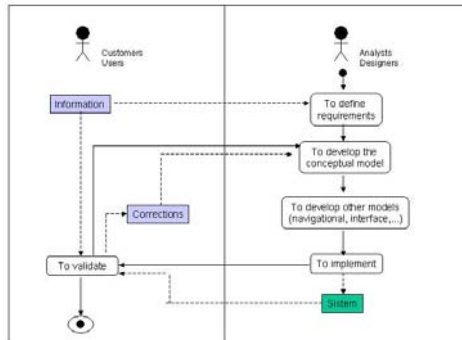 Customers
Users
Analysts
Designers
Information
To define
requirements
To develop the
conceptual model
Corrections
To develop other models
(navigational, interface,...)
To validate
To implement
Sistem